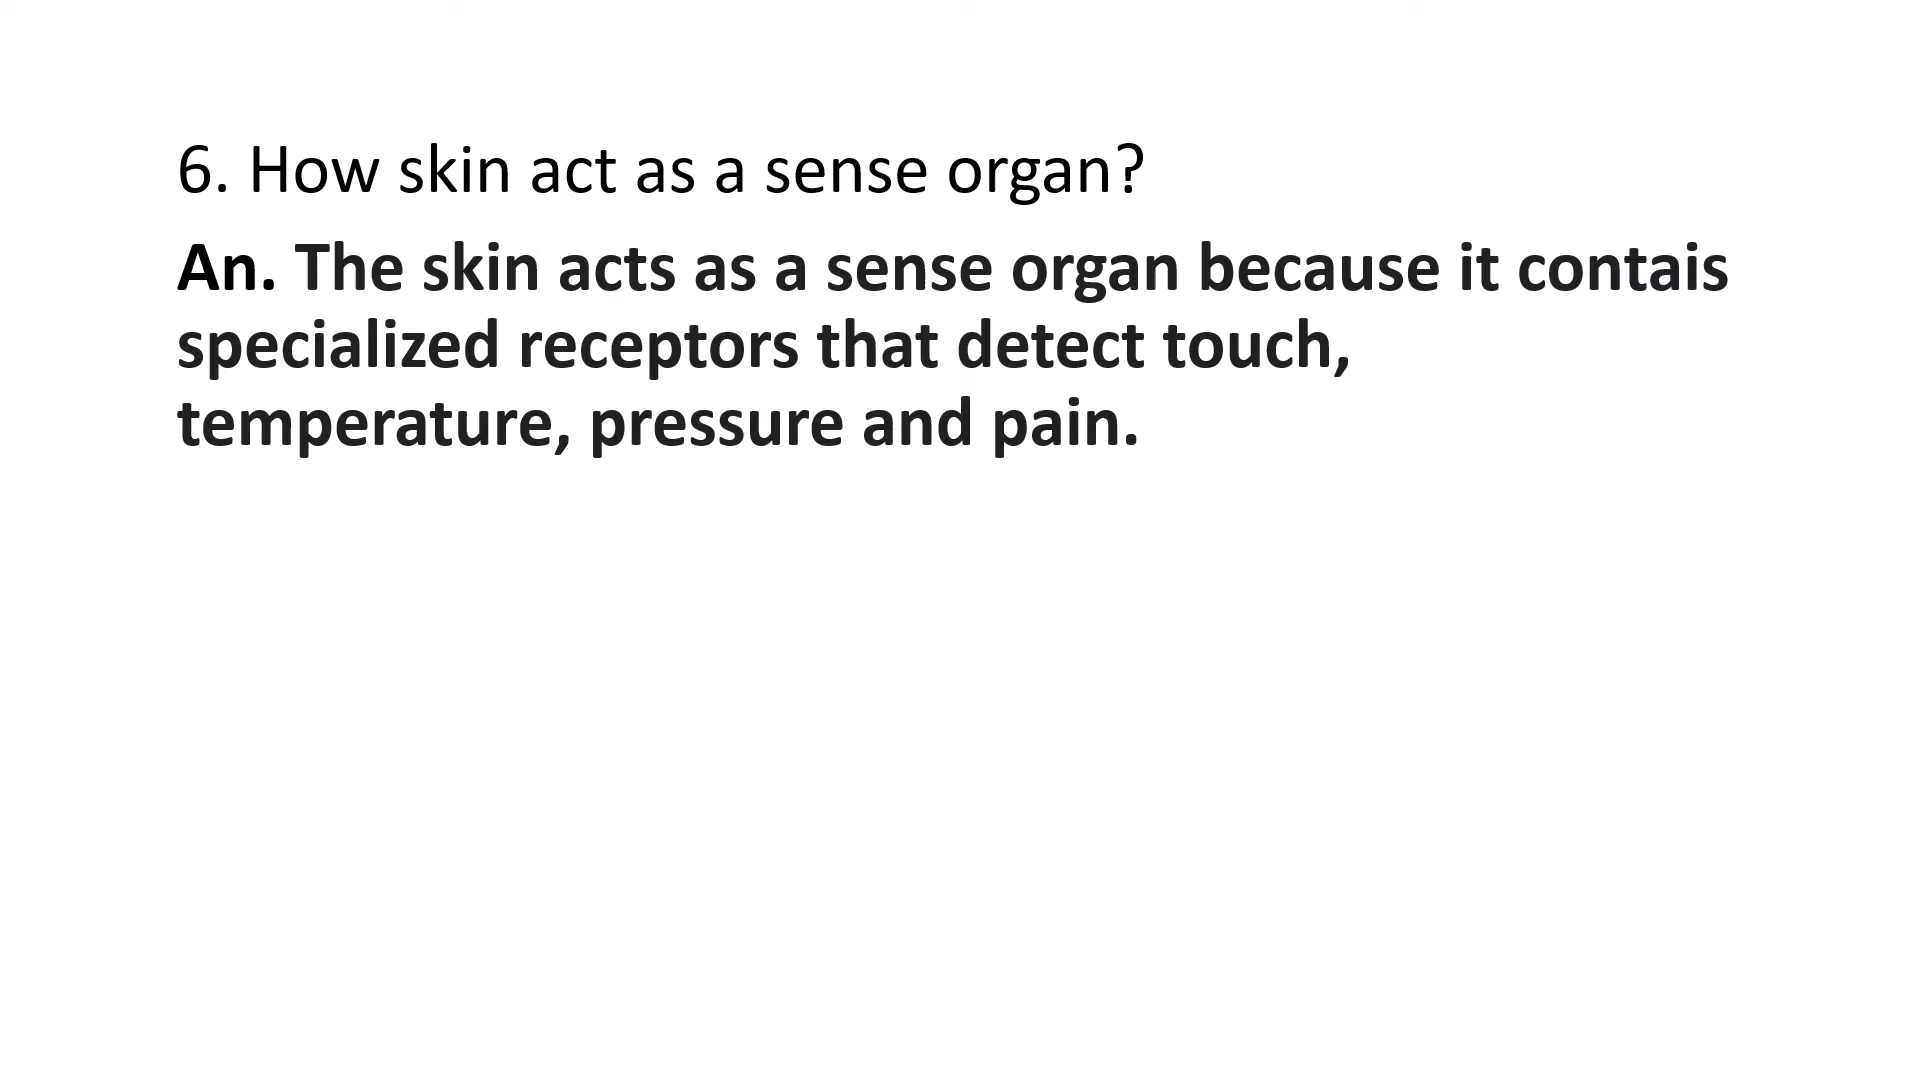 6. How skin act as a sense organ?
An. The skin acts as a sense organ because it contais
specialized receptors that detect touch,
temperature, pressure and pain.